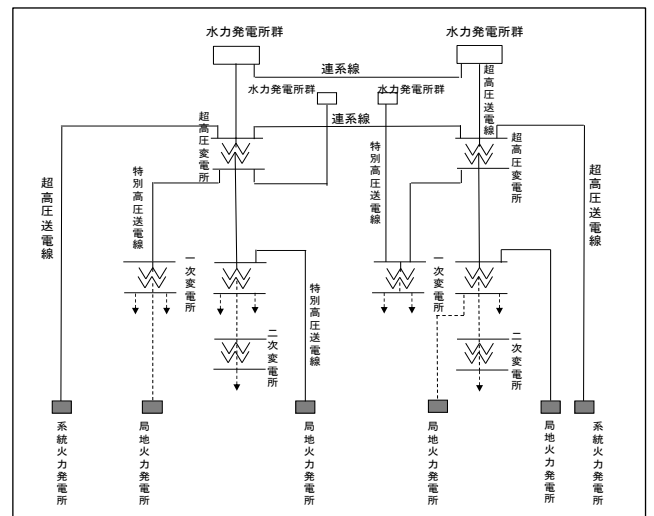 水力発電所群
水力発電所群
連系線
超高圧送電線
水力発電所群
水力発電所群
超高圧変電所
連系線
超高圧変電所
超高圧送電線
特別高圧送電線
特別高圧送電線
超高圧送電線
一次変電所
特別高圧送電線
一次変電所
二次変電所
二次変電所
系統火力発電所
局地火力発電所
局地火力発電所
局地火力発電所
局地火力発電所
系統火力発電所